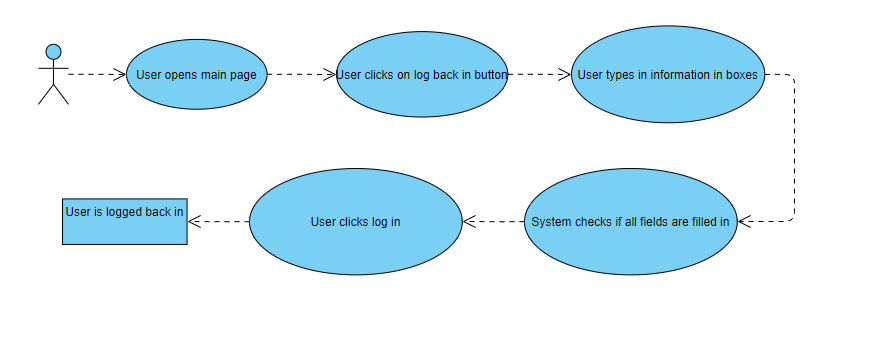 User opens main page
User clicks on log back in button
User types in information in boxes
User is logged back in
User clicks log in
System checks if all fields are filled in